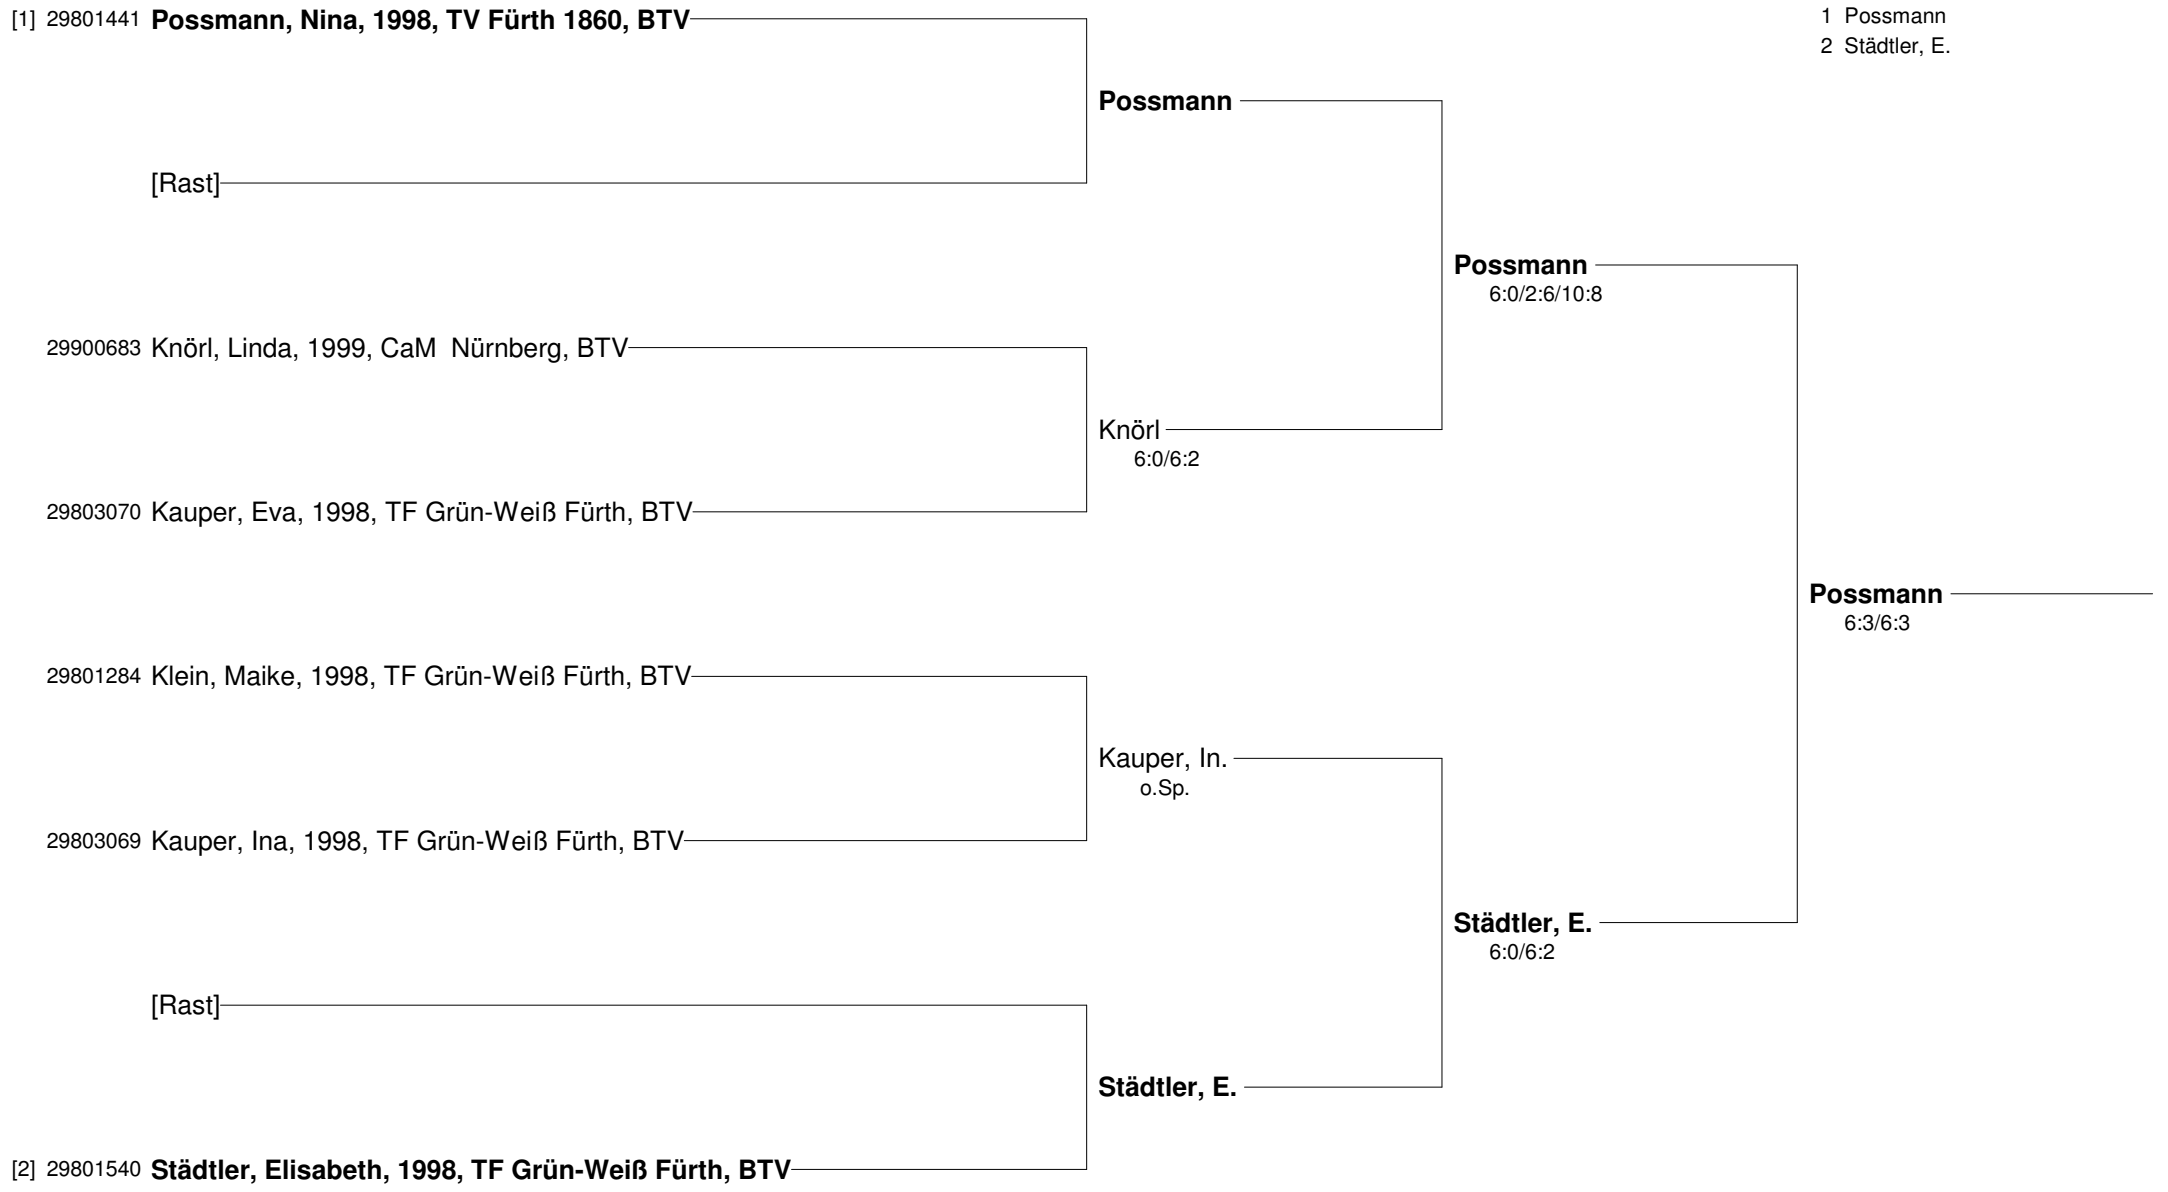 [1] 29801441 Possmann, Nina, 1998, TV Fürth 1860, BTV
1 Possmann
2 Städtler, E.
Possmann
[Rast]
Possmann
6:0/2:6/10:8
29900683 Knörl, Linda, 1999, CaM  Nürnberg, BTV
Knörl
6:0/6:2
29803070 Kauper, Eva, 1998, TF Grün-Weiß Fürth, BTV
Possmann
6:3/6:3
29801284 Klein, Maike, 1998, TF Grün-Weiß Fürth, BTV
Kauper, In.
o.Sp.
29803069 Kauper, Ina, 1998, TF Grün-Weiß Fürth, BTV
Städtler, E.
6:0/6:2
[Rast]
Städtler, E.
[2] 29801540 Städtler, Elisabeth, 1998, TF Grün-Weiß Fürth, BTV